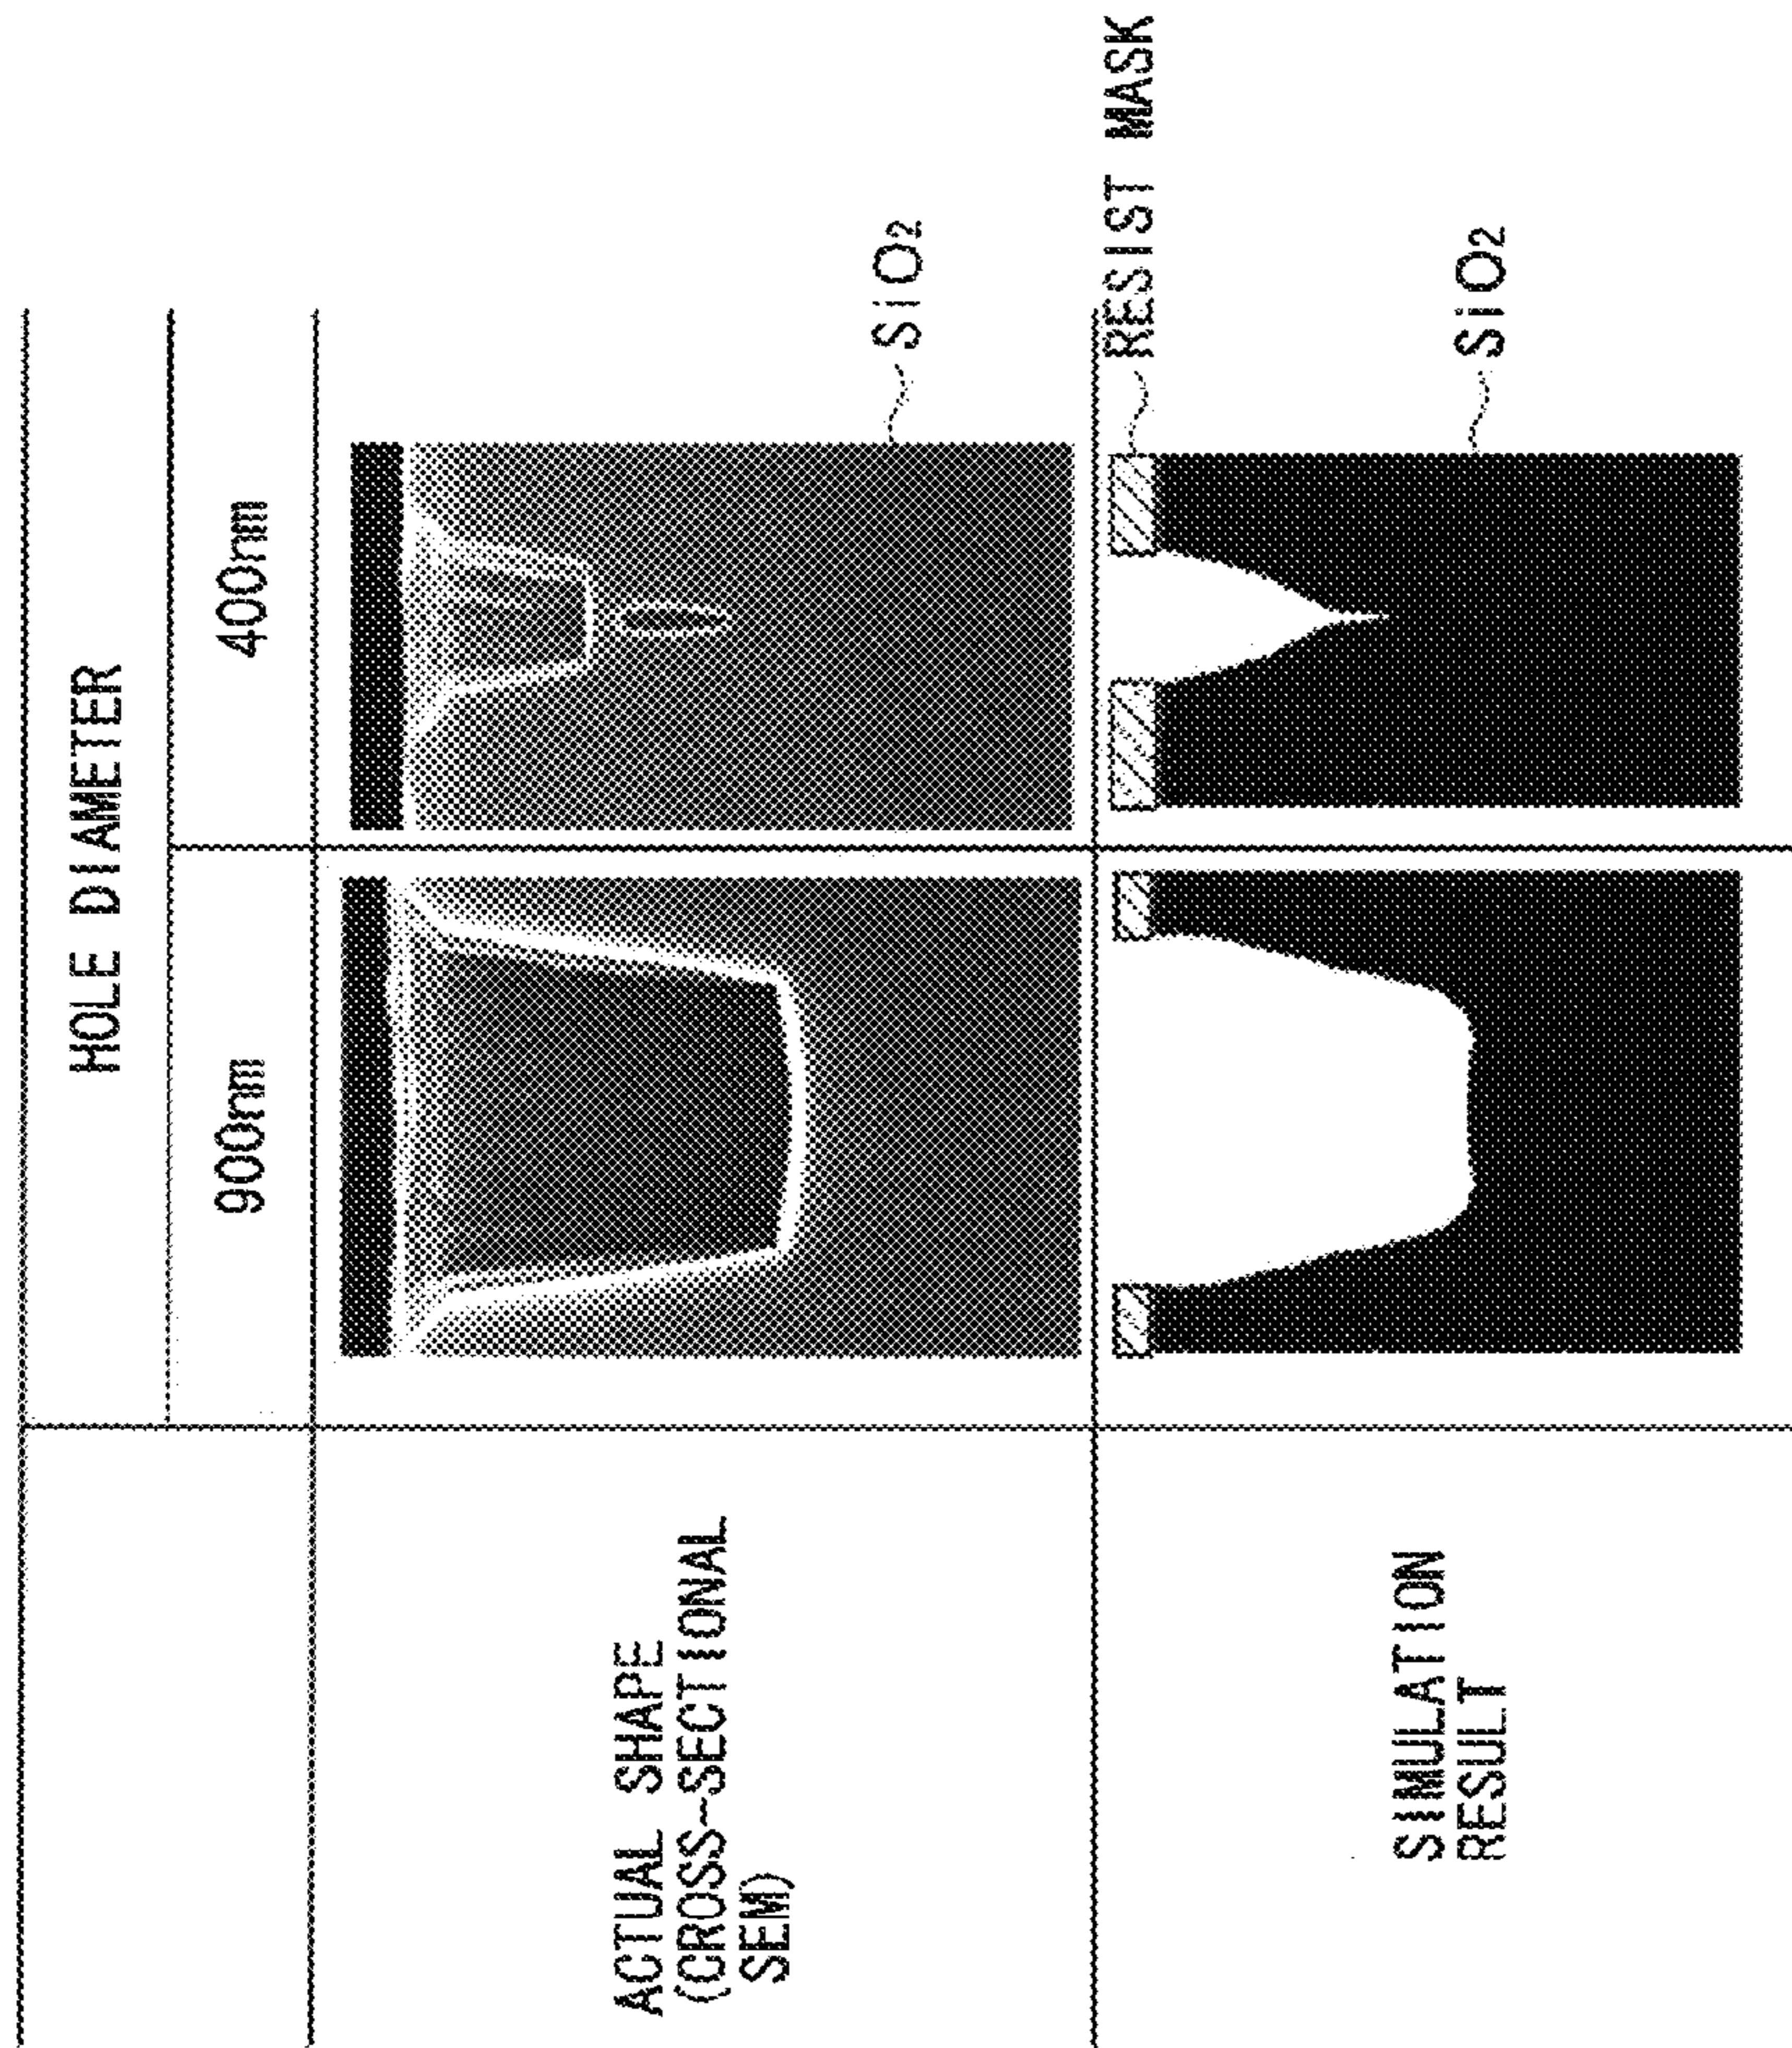 HOLE DIAMETER
900nm
400nm
ACTUAL SHAPE
(CROSS-SECTIONAL
SEM)
SiO₂
SIMULATION
RESULT
RESIST MASK
SiO₂